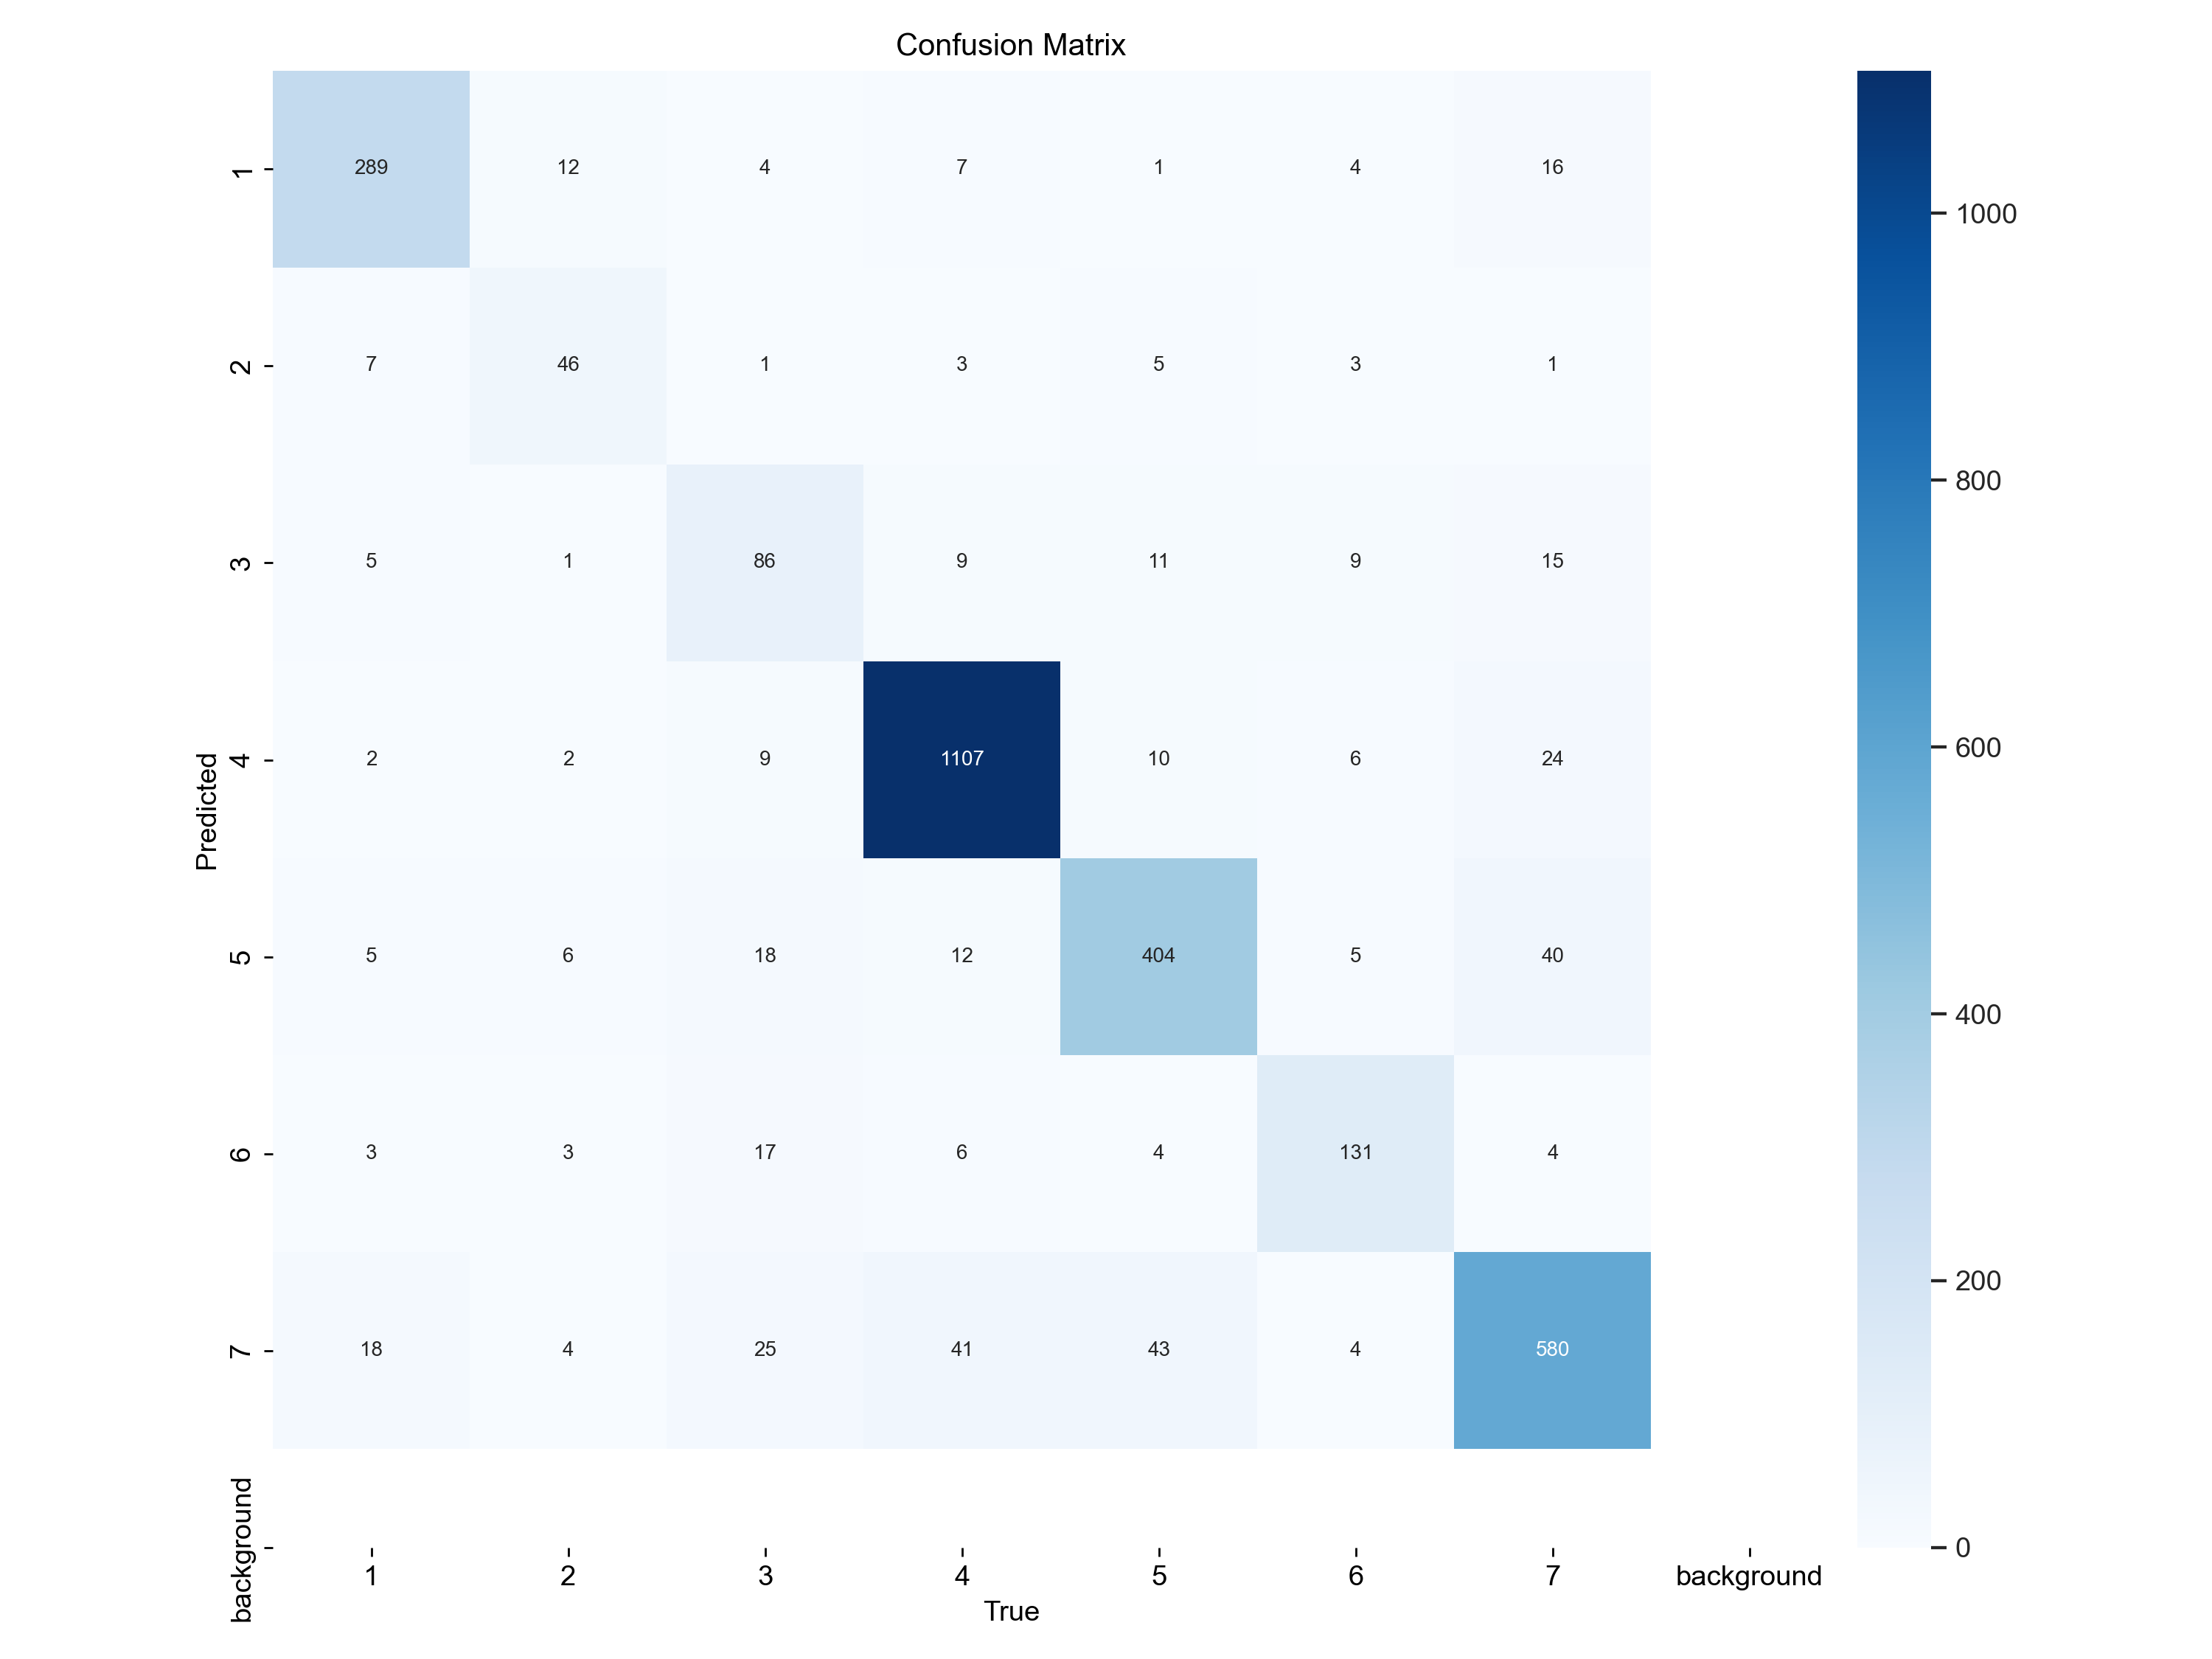 Confusion Matrix
1 289 12 4 7 1 4 16
2 7 46 1 3 5 3 1
3 5 1 86 9 11 9 15
4 2 2 9 1107 10 6 24
5 5 6 18 12 404 5 40
6 3 3 17 6 4 131 4
7 18 4 25 41 43 4 580
background
Predicted
1 2 3 4 5 6 7 background
True
1000
800
600
400
200
0